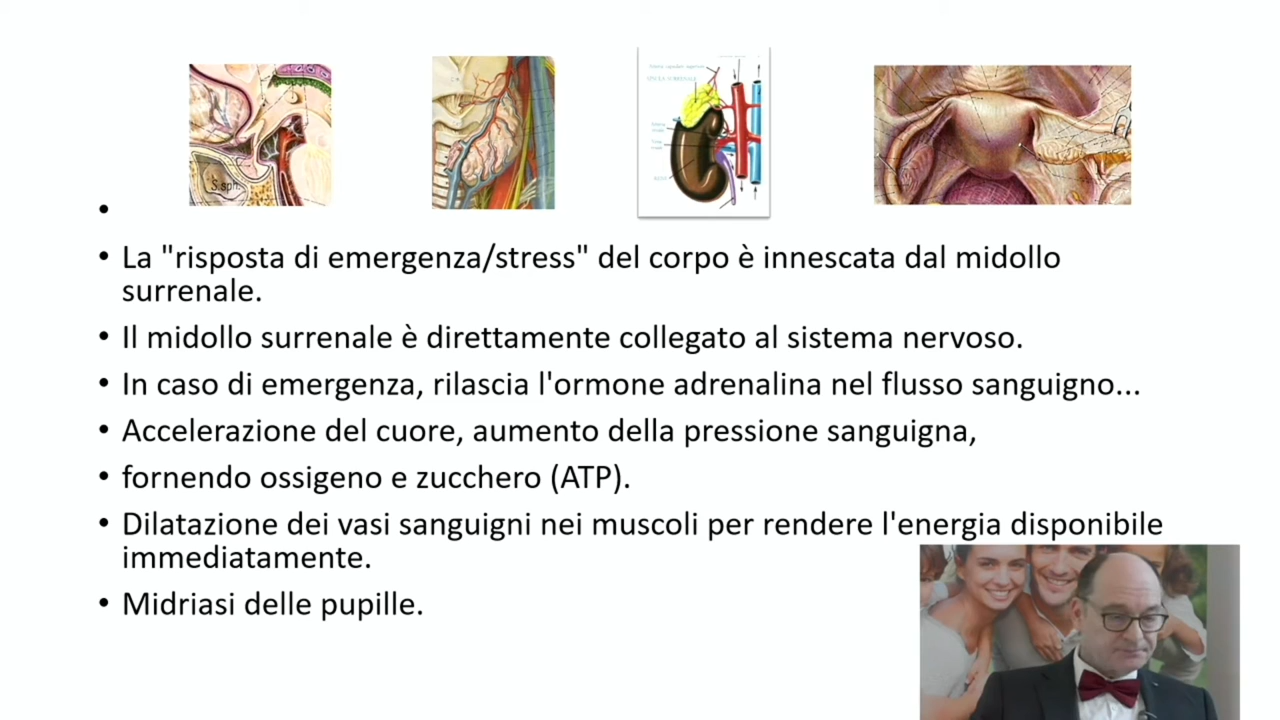 S.sph.
• La "risposta di emergenza/stress" del corpo è innescata dal midollo
surrenale.
• Il midollo surrenale è direttamente collegato al sistema nervoso.
• In caso di emergenza, rilascia l'ormone adrenalina nel flusso sanguigno...
• Accelerazione del cuore, aumento della pressione sanguigna,
• fornendo ossigeno e zucchero (ATP).
• Dilatazione dei vasi sanguigni nei muscoli per rendere l'energia disponibile
immediatamente.
• Midriasi delle pupille.